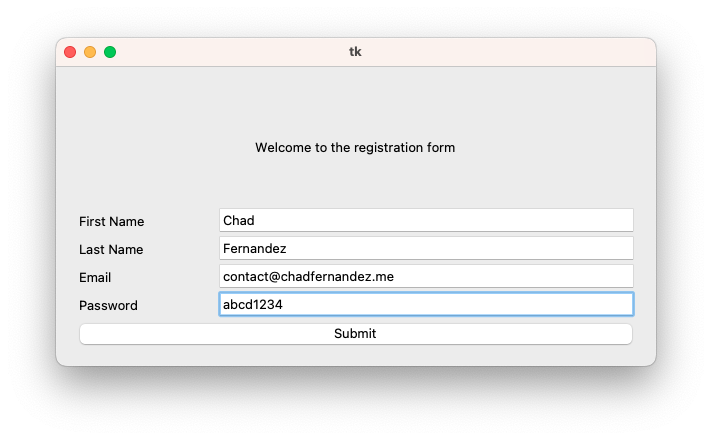 tk
Welcome to the registration form
First Name Chad
Last Name Fernandez
Email contact@chadfernandez.me
Password abcd1234
Submit